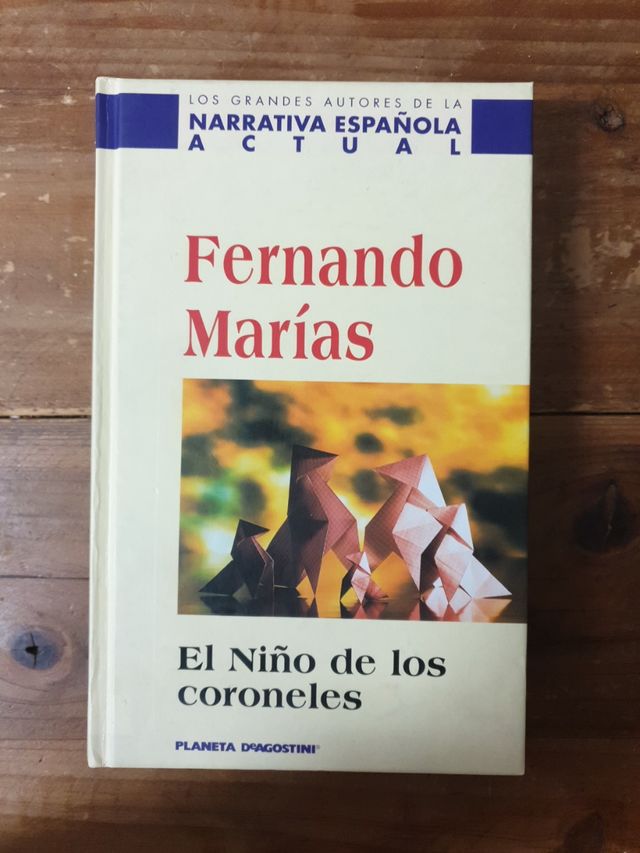 LOS GRANDES AUTORES DE LA
NARRATIVA ESPAÑOLA
ACTUAL
Fernando
Marías
El Niño de los
coroneles
PLANETA DeAGOSTINI®